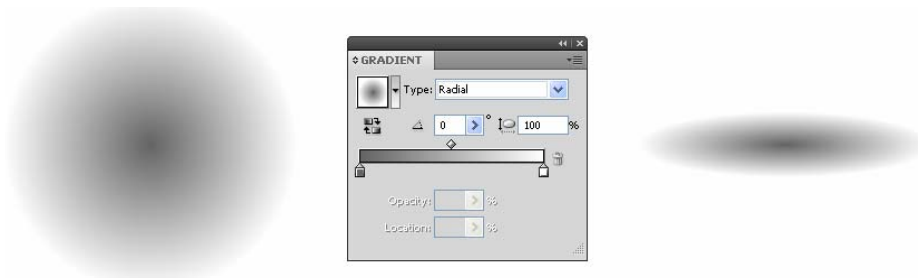 GRADIENT
Type: Radial
0 ° 100 %
Opacity: %
Location: %